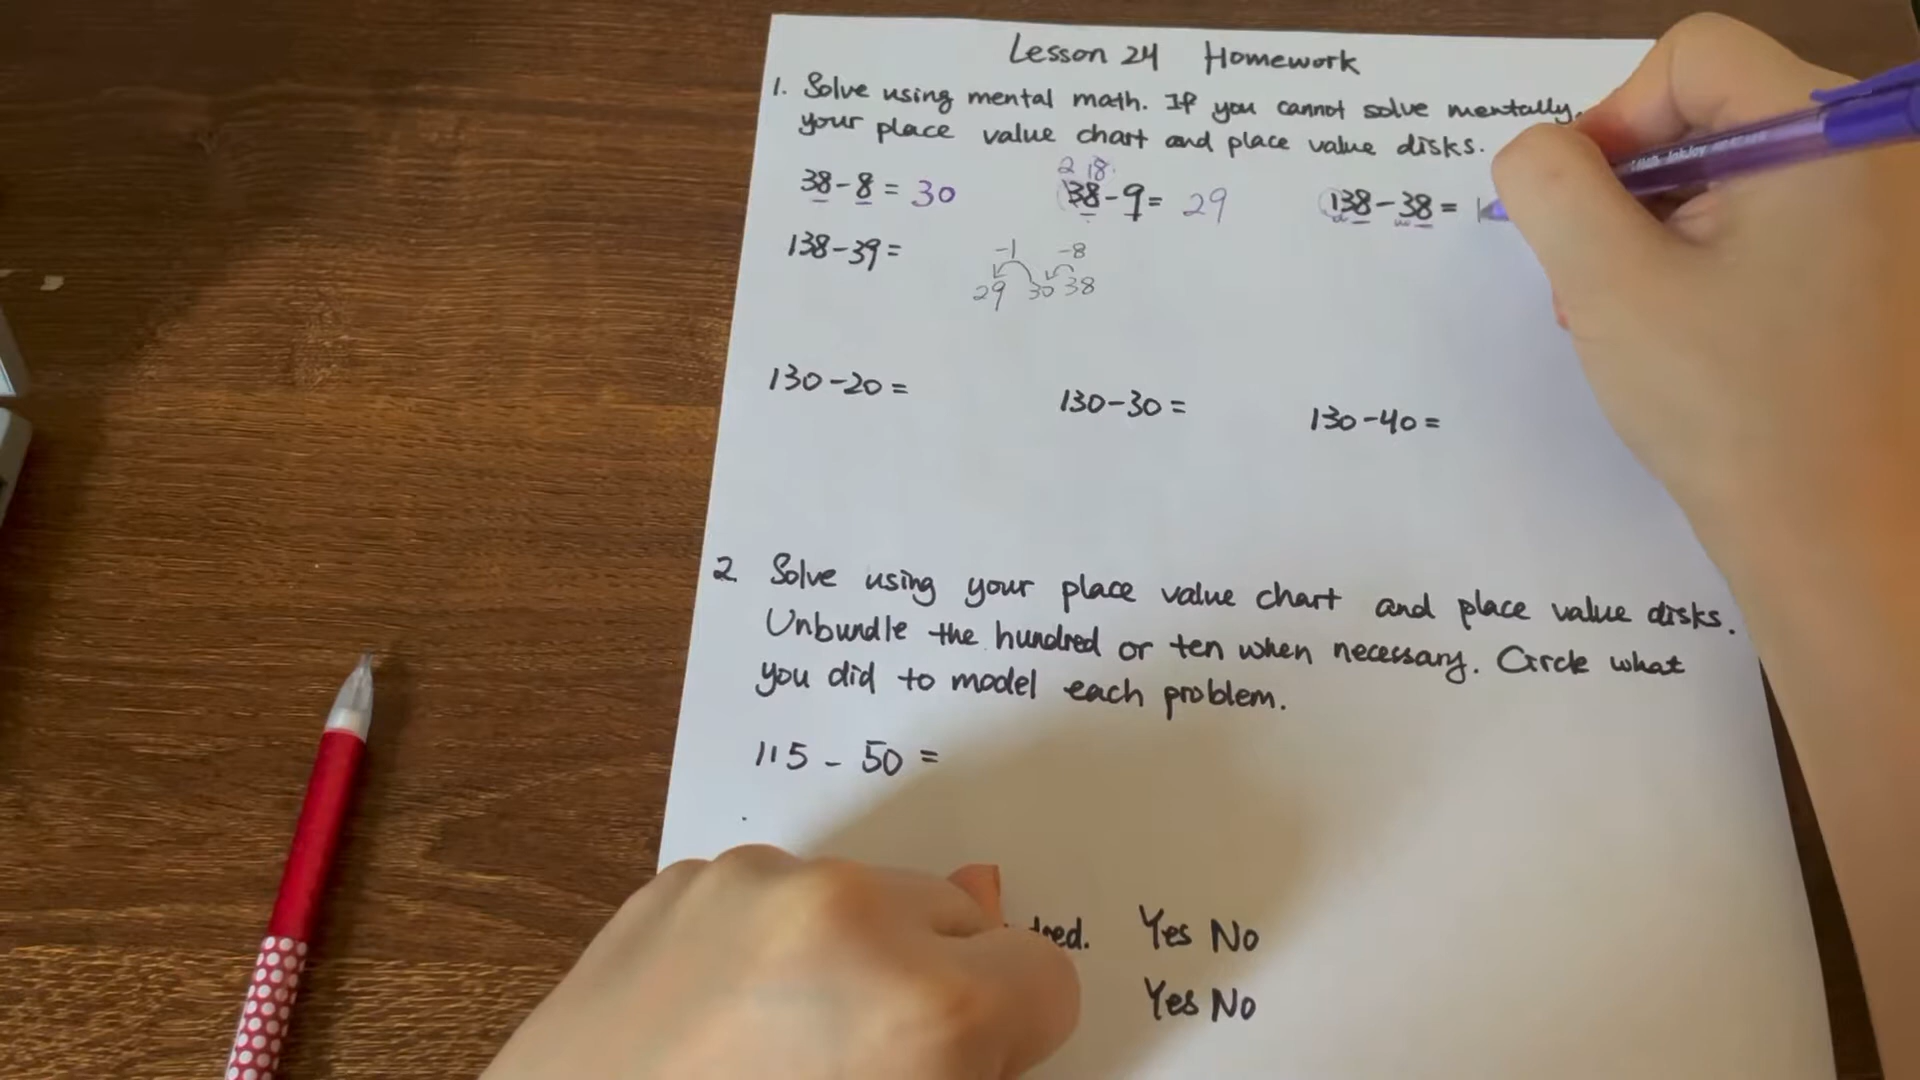 Lesson 24 Homework
1. Solve using mental math. If you cannot solve mentally,
your place value chart and place value disks.
2 18
38-8 = 30 38-9= 29 138-38= 1
138-39= -1 -8
29 30 38
130-20= 130-30= 130-40=
2 Solve using your place value chart and place value disks.
Unbundle the hundred or ten when necessary. Circle what
you did to model each problem.
115 - 50 =
Yes No
Yes No